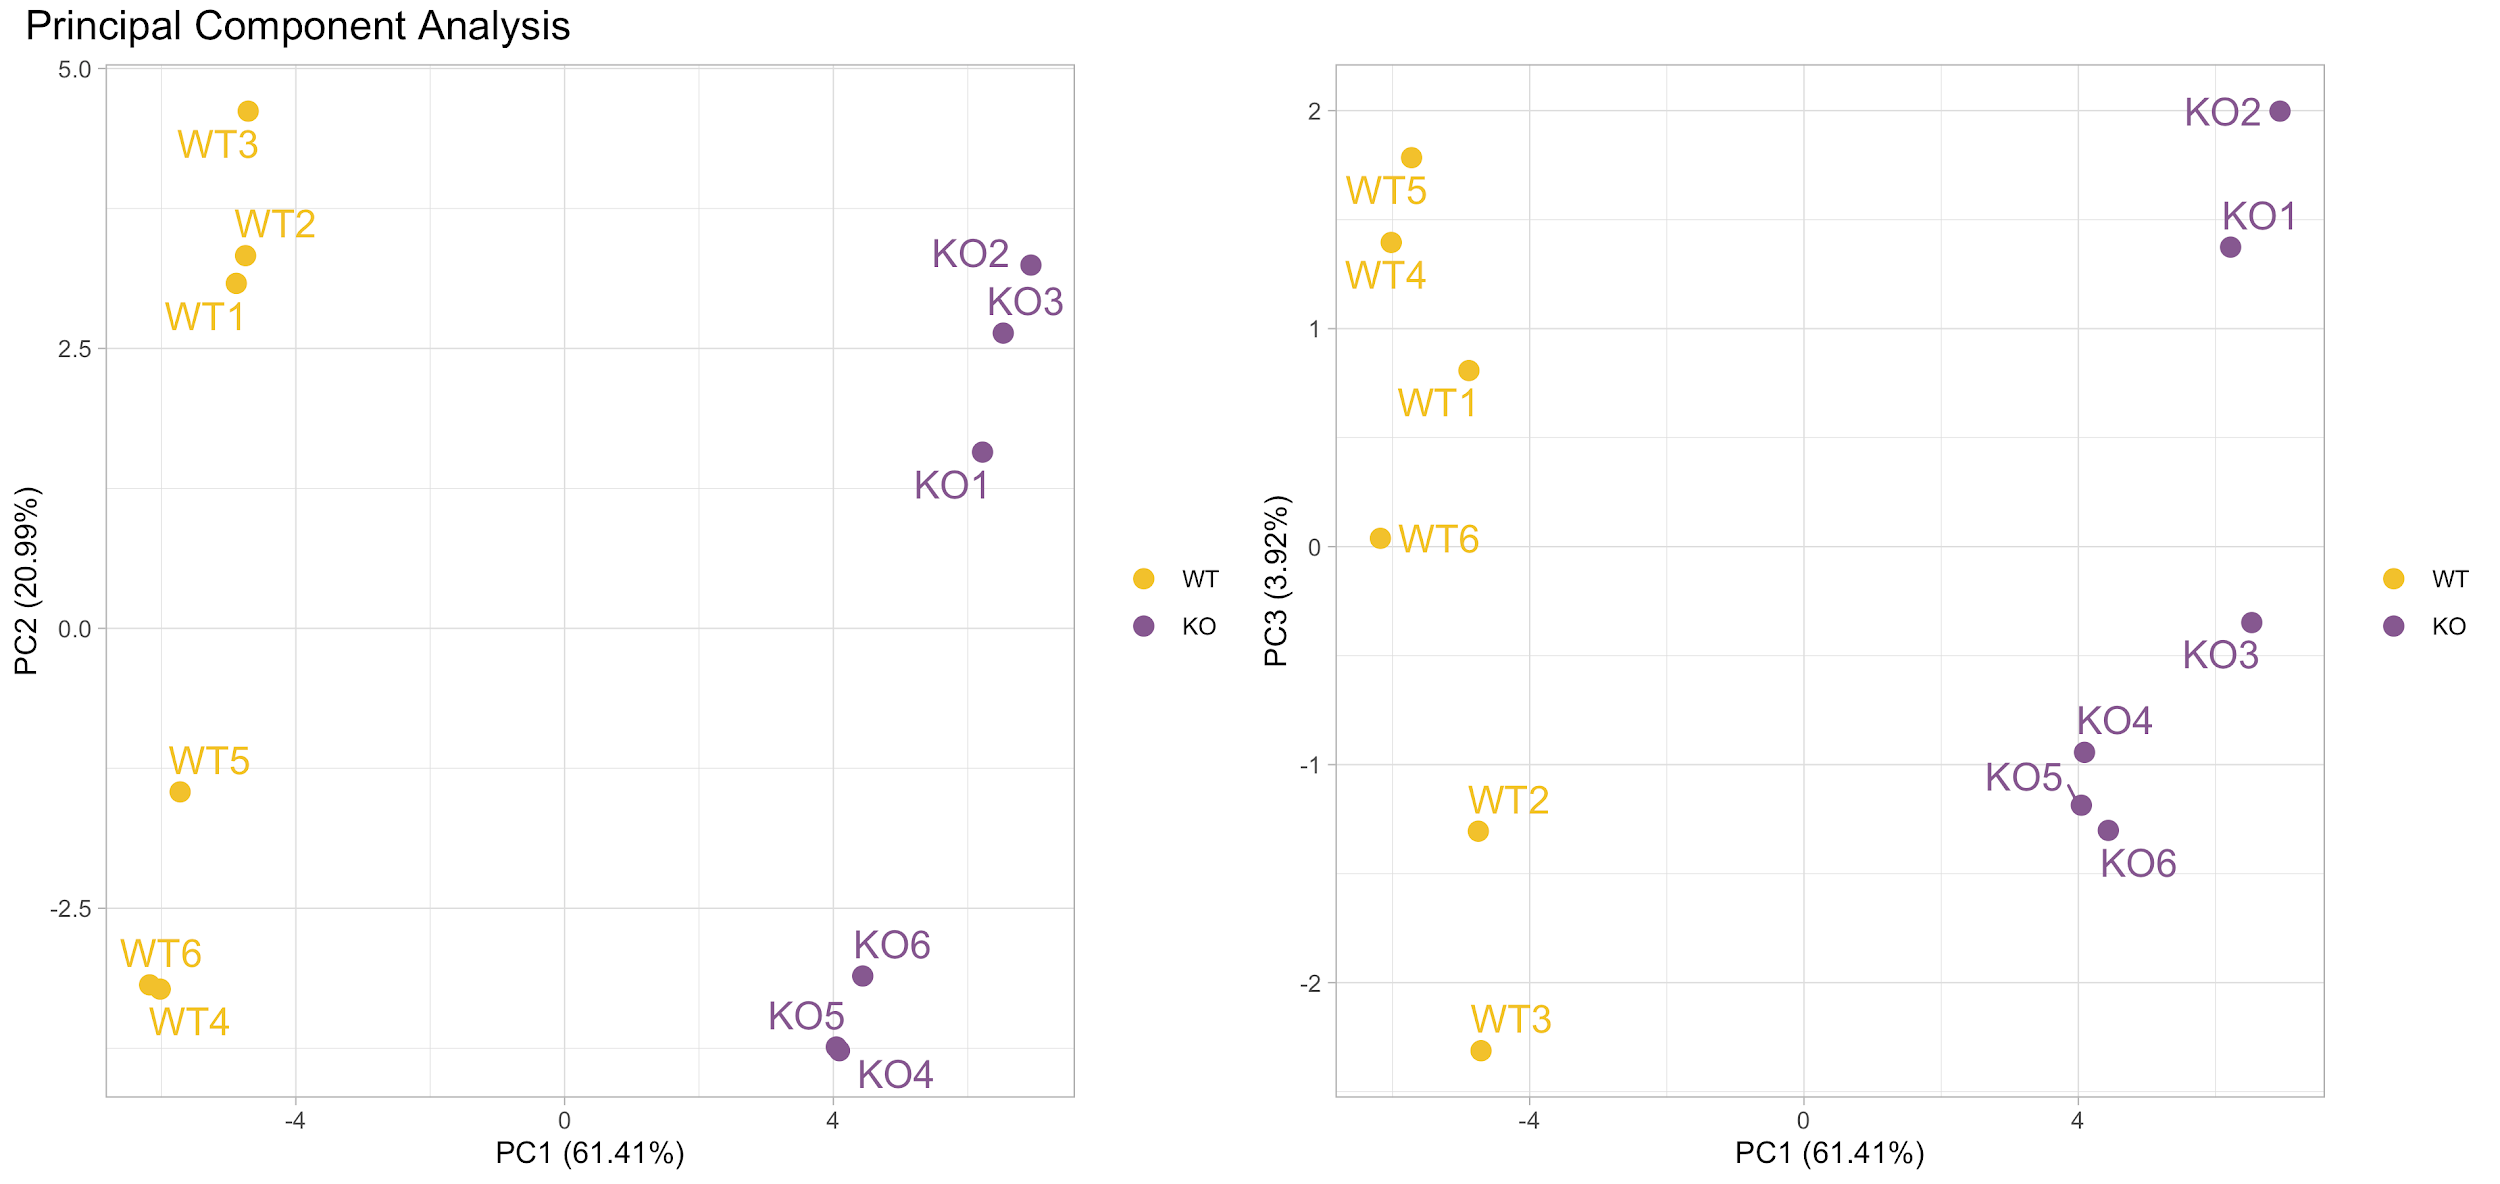 Principal Component Analysis
5.0
2.5
0.0
-2.5
PC2 (20.99%)
WT3
WT2
WT1
KO2
KO3
KO1
WT5
WT6
WT4
KO6
KO5
KO4
-4
0
4
PC1 (61.41%)
WT
KO
2
1
0
-1
-2
PC3 (3.92%)
KO2
WT5
KO1
WT4
WT1
WT6
KO3
KO4
KO5
WT2
KO6
WT3
-4
0
4
PC1 (61.41%)
WT
KO